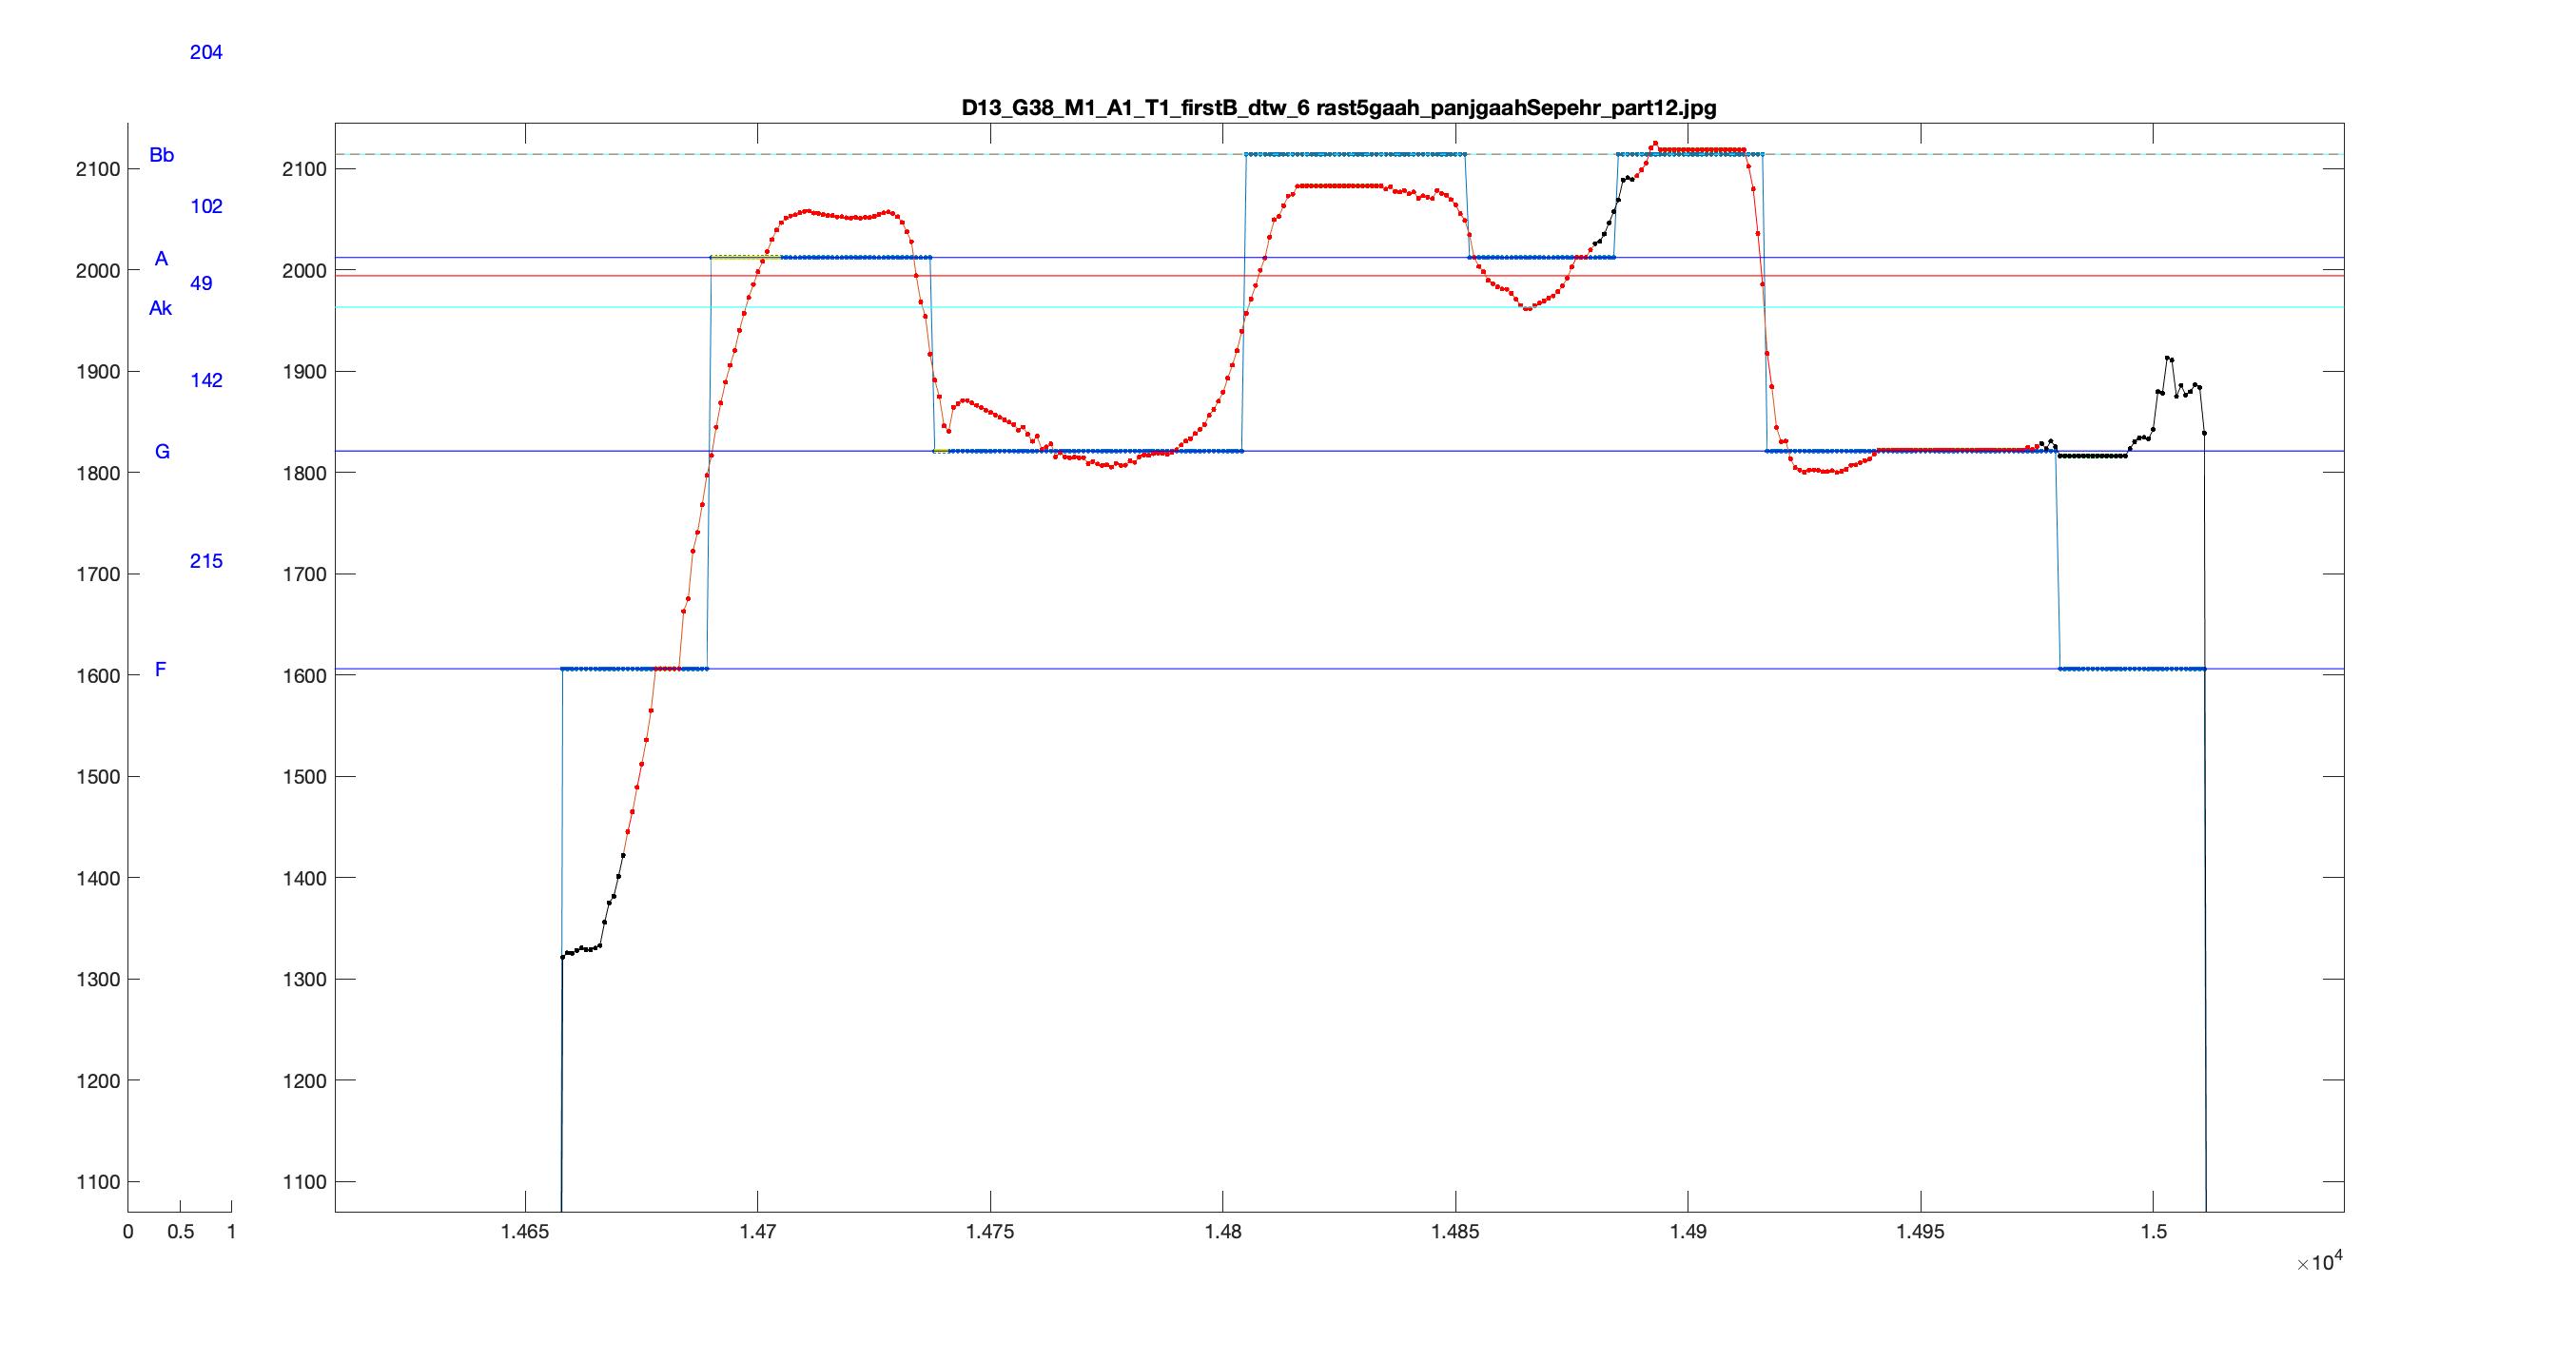 204
D13_G38_M1_A1_T1_firstB_dtw_6 rast5gaah_panjgaahSepehr_part12.jpg
Bb
2100 2100
102
A
2000 2000
49
Ak
1900 1900
142
G
1800 1800
1700 1700
215
F
1600 1600
1500 1500
1400 1400
1300 1300
1200 1200
1100 1100
0 0.5 1 1.465 1.47 1.475 1.48 1.485 1.49 1.495 1.5
×10⁴